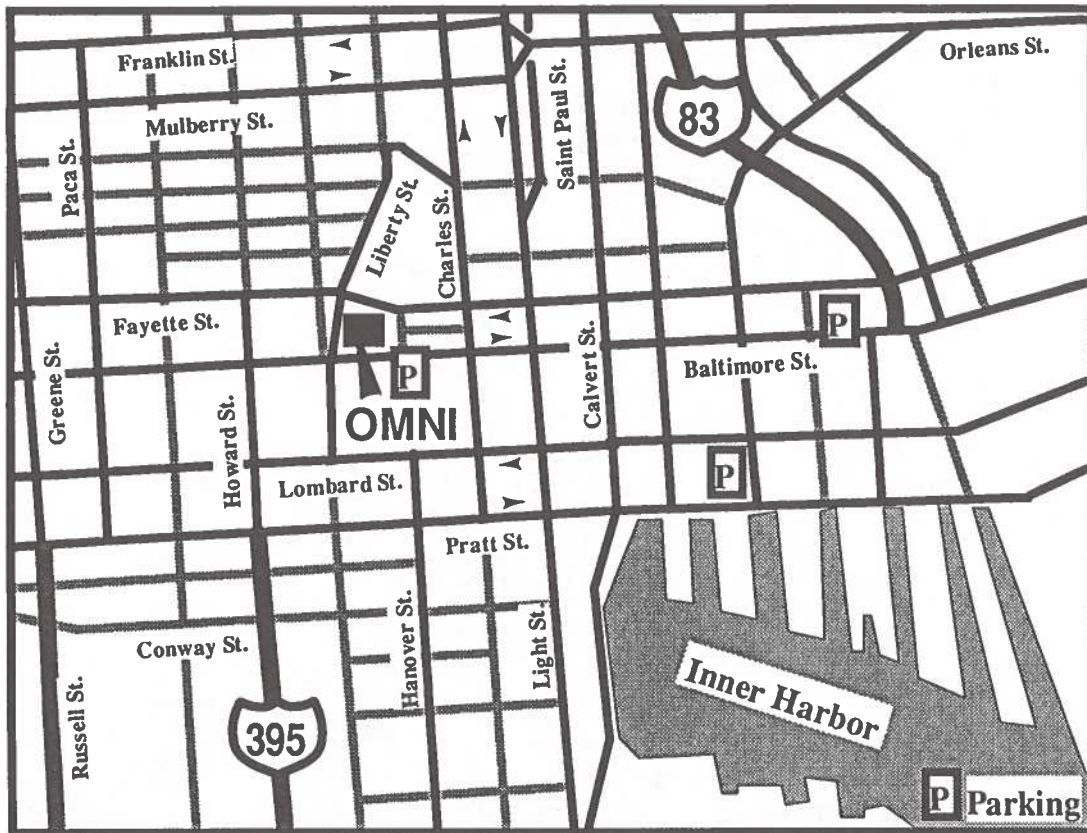 Franklin St.
Orleans St.
Mulberry St.
Saint Paul St.
83
Paca St.
Liberty St.
Charles St.
Fayette St.
P
Greene St.
Calvert St.
Baltimore St.
P
OMNI
Howard St.
Lombard St.
P
Pratt St.
Conway St.
Hanover St.
Light St.
Inner Harbor
Russell St.
395
P Parking